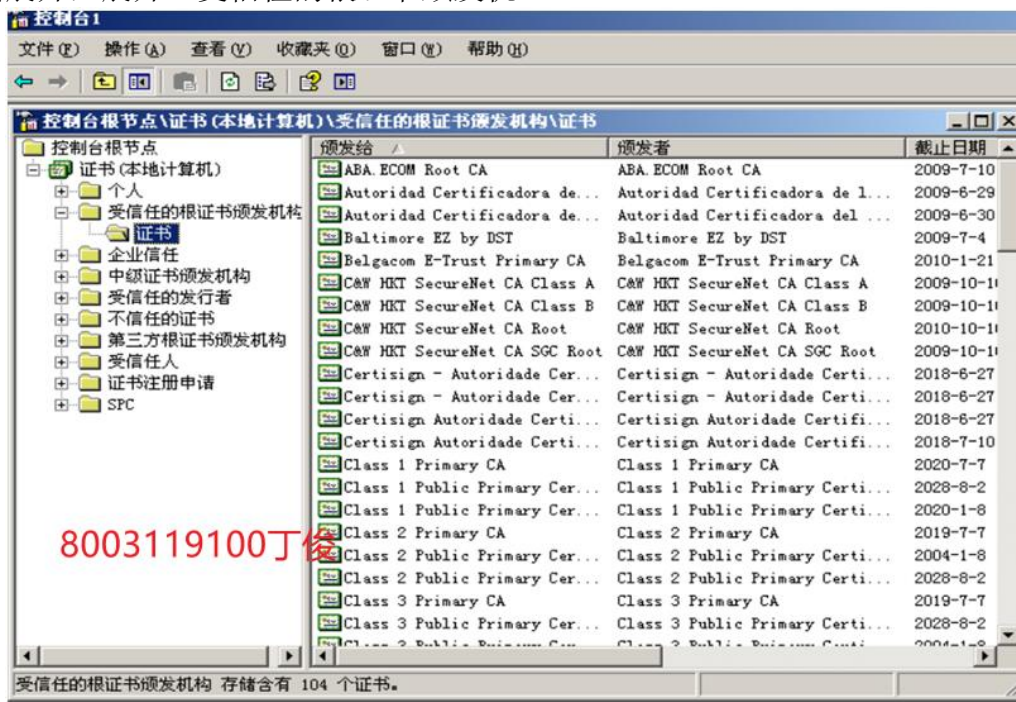 控制台1
文件(F) 操作(A) 查看(V) 收藏夹(O) 窗口(W) 帮助(H)
控制台根节点\证书(本地计算机)\受信任的根证书颁发机构\证书
控制台根节点
证书(本地计算机)
个人
受信任的根证书颁发机构
证书
企业信任
中级证书颁发机构
受信任的发行者
不信任的证书
第三方根证书颁发机构
受信任人
证书注册申请
SPC
颁发给 颁发者 截止日期
ABA.ECOM Root CA ABA.ECOM Root CA 2009-7-10
Autoridad Certificadora de... Autoridad Certificadora de l... 2009-6-29
Autoridad Certificadora de... Autoridad Certificadora del ... 2009-6-30
Baltimore EZ by DST Baltimore EZ by DST 2009-7-4
Belgacom E-Trust Primary CA Belgacom E-Trust Primary CA 2010-1-21
C&W HKT SecureNet CA Class A C&W HKT SecureNet CA Class A 2009-10-1
C&W HKT SecureNet CA Class B C&W HKT SecureNet CA Class B 2009-10-1
C&W HKT SecureNet CA Root C&W HKT SecureNet CA Root 2010-10-1
C&W HKT SecureNet CA SGC Root C&W HKT SecureNet CA SGC Root 2009-10-1
Certisign - Autoridade Cer... Certisign - Autoridade Certi... 2018-6-27
Certisign - Autoridade Cer... Certisign - Autoridade Certi... 2018-6-27
Certisign Autoridade Certi... Certisign Autoridade Certifi... 2018-6-27
Certisign Autoridade Certi... Certisign Autoridade Certifi... 2018-7-10
Class 1 Primary CA Class 1 Primary CA 2020-7-7
Class 1 Public Primary Cer... Class 1 Public Primary Certi... 2028-8-2
Class 1 Public Primary Cer... Class 1 Public Primary Certi... 2020-1-8
Class 2 Primary CA Class 2 Primary CA 2019-7-7
Class 2 Public Primary Cer... Class 2 Public Primary Certi... 2004-1-8
Class 2 Public Primary Cer... Class 2 Public Primary Certi... 2028-8-2
Class 3 Primary CA Class 3 Primary CA 2019-7-7
Class 3 Public Primary Cer... Class 3 Public Primary Certi... 2028-8-2
8003119100丁俊
受信任的根证书颁发机构 存储含有 104 个证书。